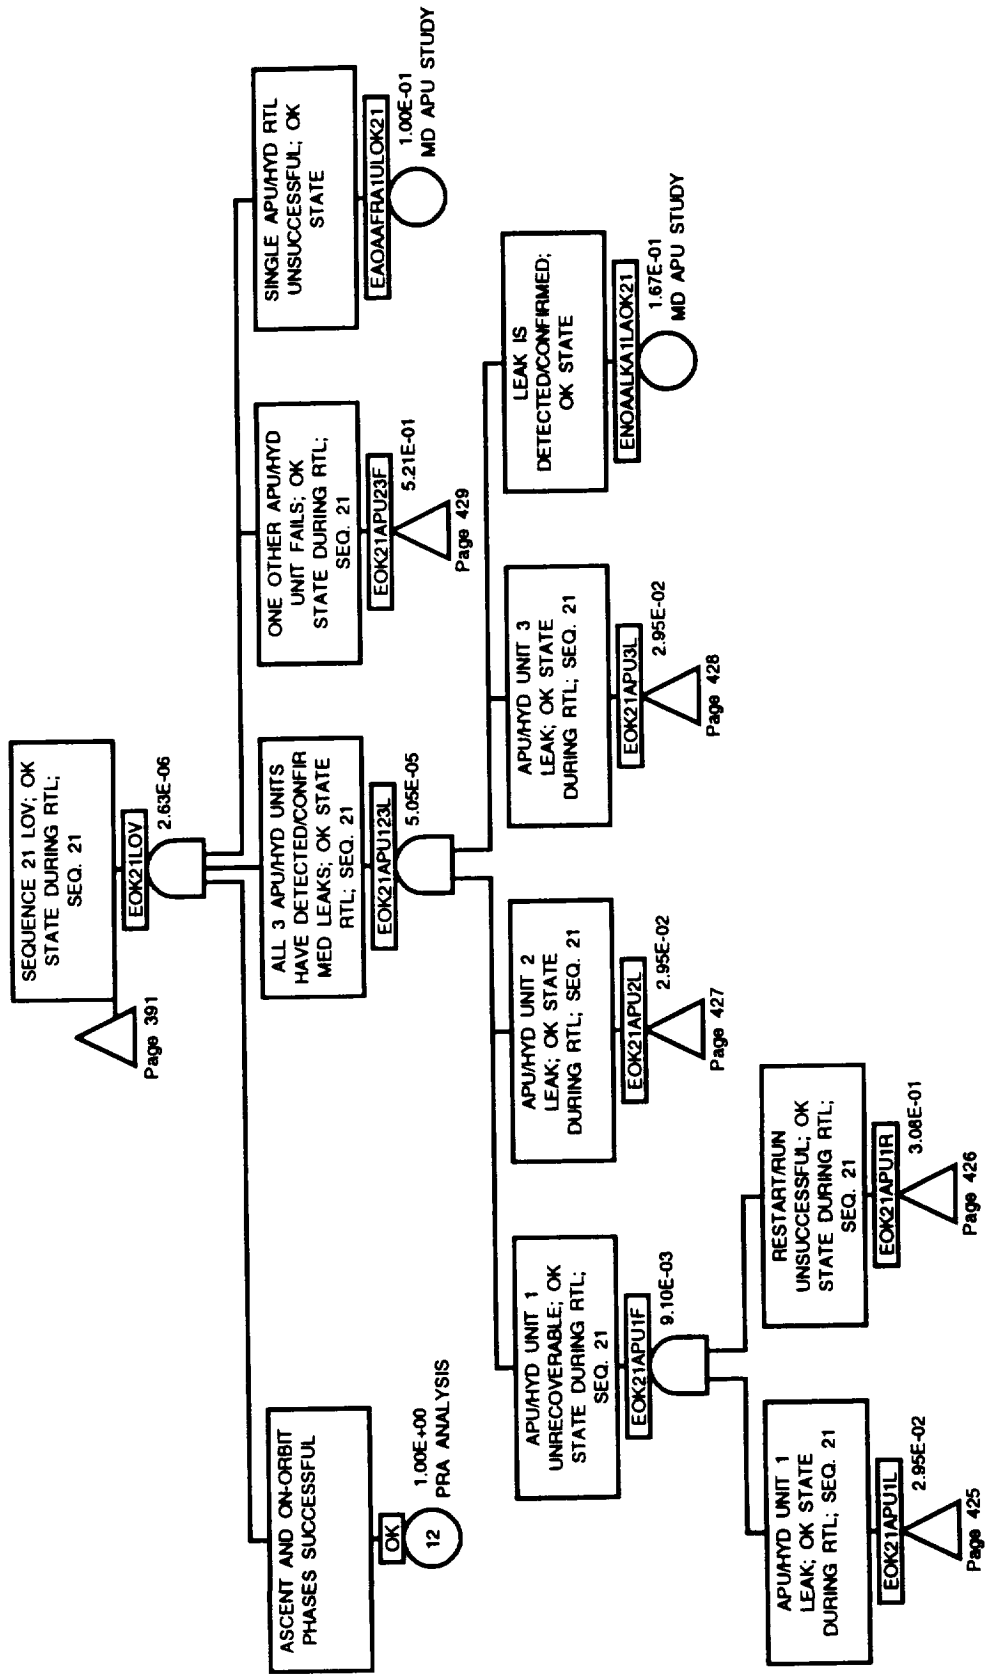 SEQUENCE 21 LOV; OK
STATE DURING RTL;
SEQ. 21
Page 391
EOK21LOV
2.63E-06
ASCENT AND ON-ORBIT
PHASES SUCCESSFUL
OK
12
1.00E+00
PRA ANALYSIS
ALL 3 APU/HYD UNITS
HAVE DETECTED/CONFIR
MED LEAKS; OK STATE
RTL; SEQ. 21
EOK21APU123L
5.05E-05
ONE OTHER APU/HYD
UNIT FAILS; OK
STATE DURING RTL;
SEQ. 21
EOK21APU23F
5.21E-01
Page 429
SINGLE APU/HYD RTL
UNSUCCESSFUL; OK
STATE
EAOAAFRA1ULOK21
1.00E-01
MD APU STUDY
APU/HYD UNIT 1
UNRECOVERABLE; OK
STATE DURING RTL;
SEQ. 21
EOK21APU1F
9.10E-03
APU/HYD UNIT 2
LEAK; OK STATE
DURING RTL; SEQ. 21
EOK21APU2L
2.95E-02
Page 427
APU/HYD UNIT 3
LEAK; OK STATE
DURING RTL; SEQ. 21
EOK21APU3L
2.95E-02
Page 428
LEAK IS
DETECTED/CONFIRMED;
OK STATE
ENOAALKA1LAOK21
1.67E-01
MD APU STUDY
APU/HYD UNIT 1
LEAK; OK STATE
DURING RTL; SEQ. 21
EOK21APU1L
2.95E-02
Page 425
RESTART/RUN
UNSUCCESSFUL; OK
STATE DURING RTL;
SEQ. 21
EOK21APU1R
3.08E-01
Page 426